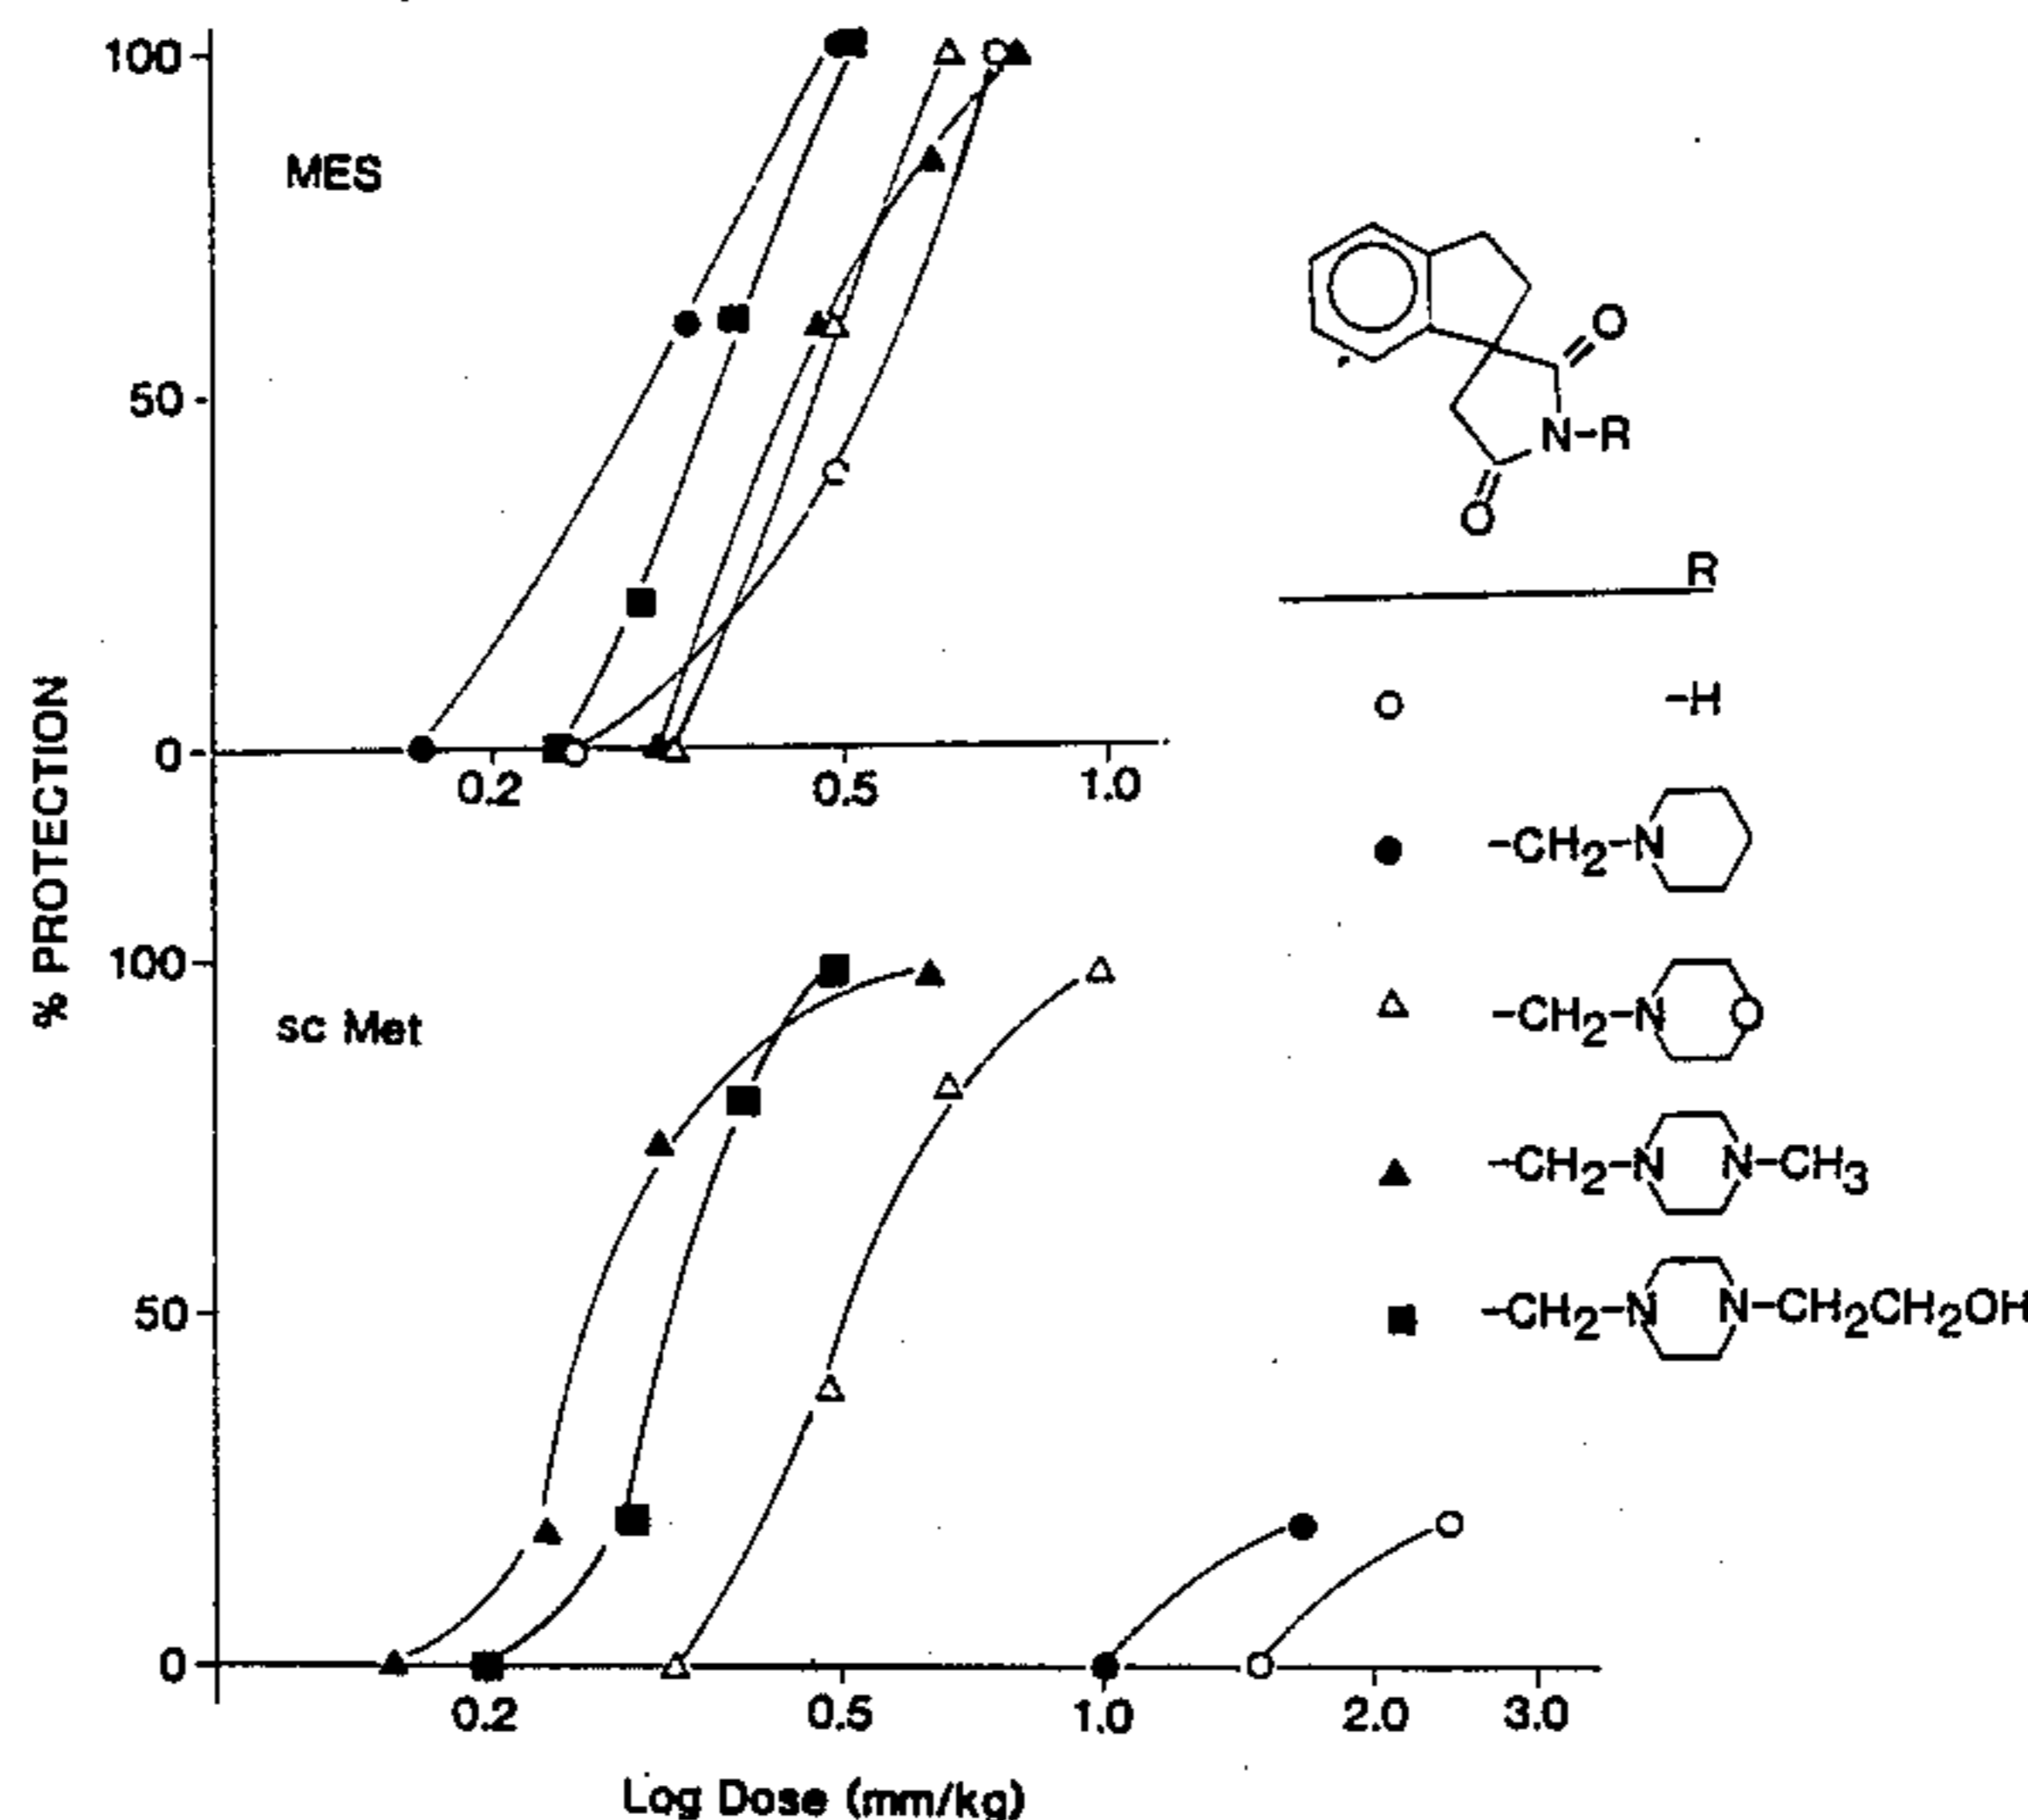 100
MES
50
0
0.2
0.5
1.0
% PROTECTION
100
sc Met
50
0
0.2
0.5
1.0
2.0
3.0
Log Dose (mm/kg)
O
N-R
O
R
-H
-CH2-N
-CH2-N O
-CH2-N N-CH3
-CH2-N N-CH2CH2OH